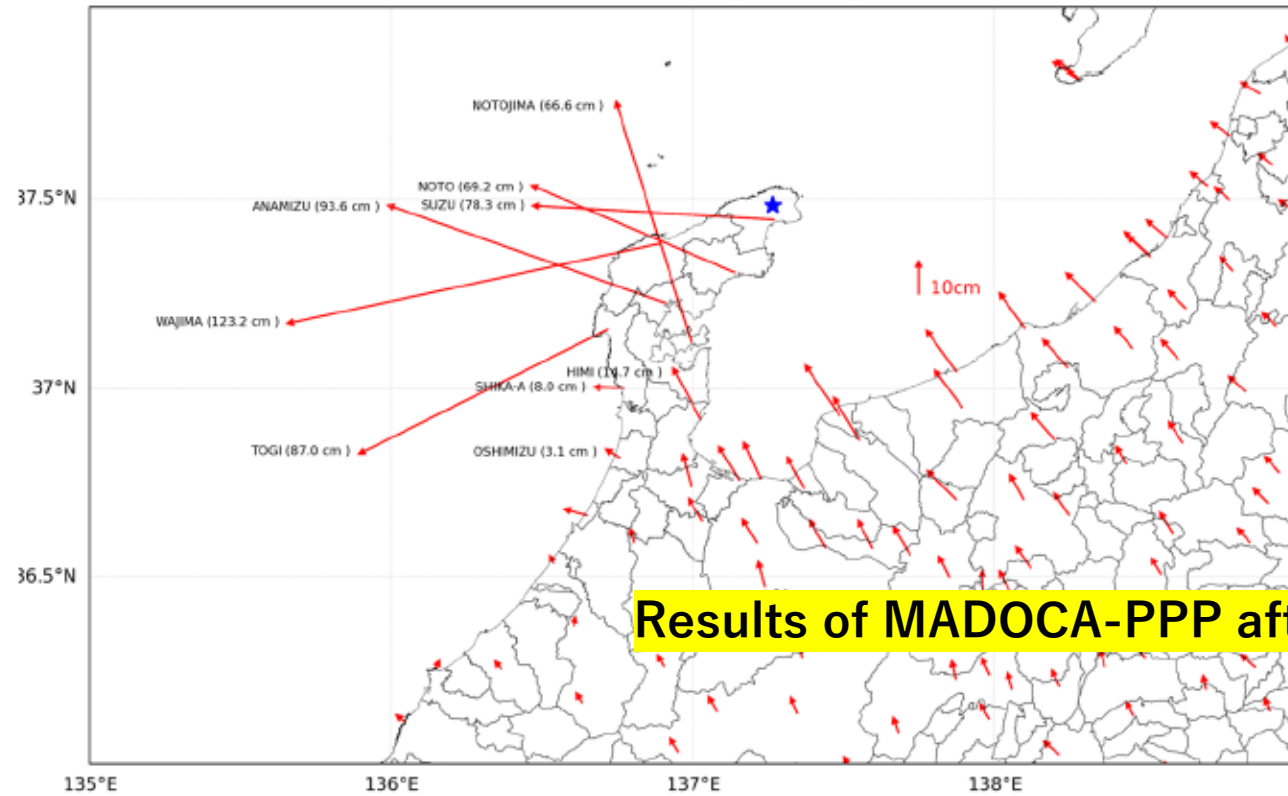 NOTOJIMA (66.6 cm )
37.5°N
NOTO (69.2 cm )
ANAMIZU (93.6 cm )
SUZU (78.3 cm )
10cm
WAJIMA (123.2 cm )
HIMI (14.7 cm )
37°N
SHIKA-A (8.0 cm )
TOGI (87.0 cm )
OSHIMIZU (3.1 cm )
36.5°N
Results of MADOCA-PPP aft
135°E
136°E
137°E
138°E